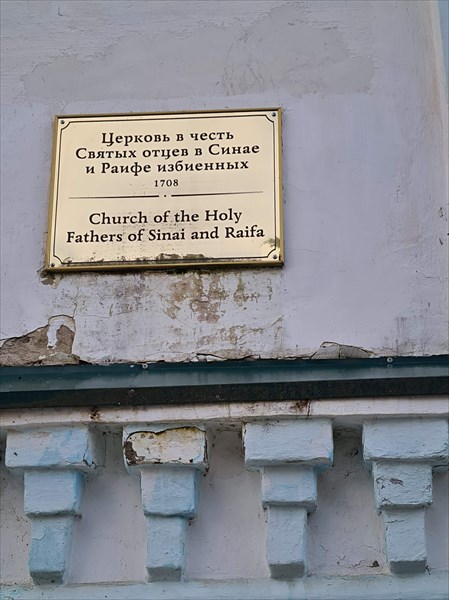 Церковь в честь
Святых отцев в Синае
и Раифе избиенных
1708
Church of the Holy
Fathers of Sinai and Raifa